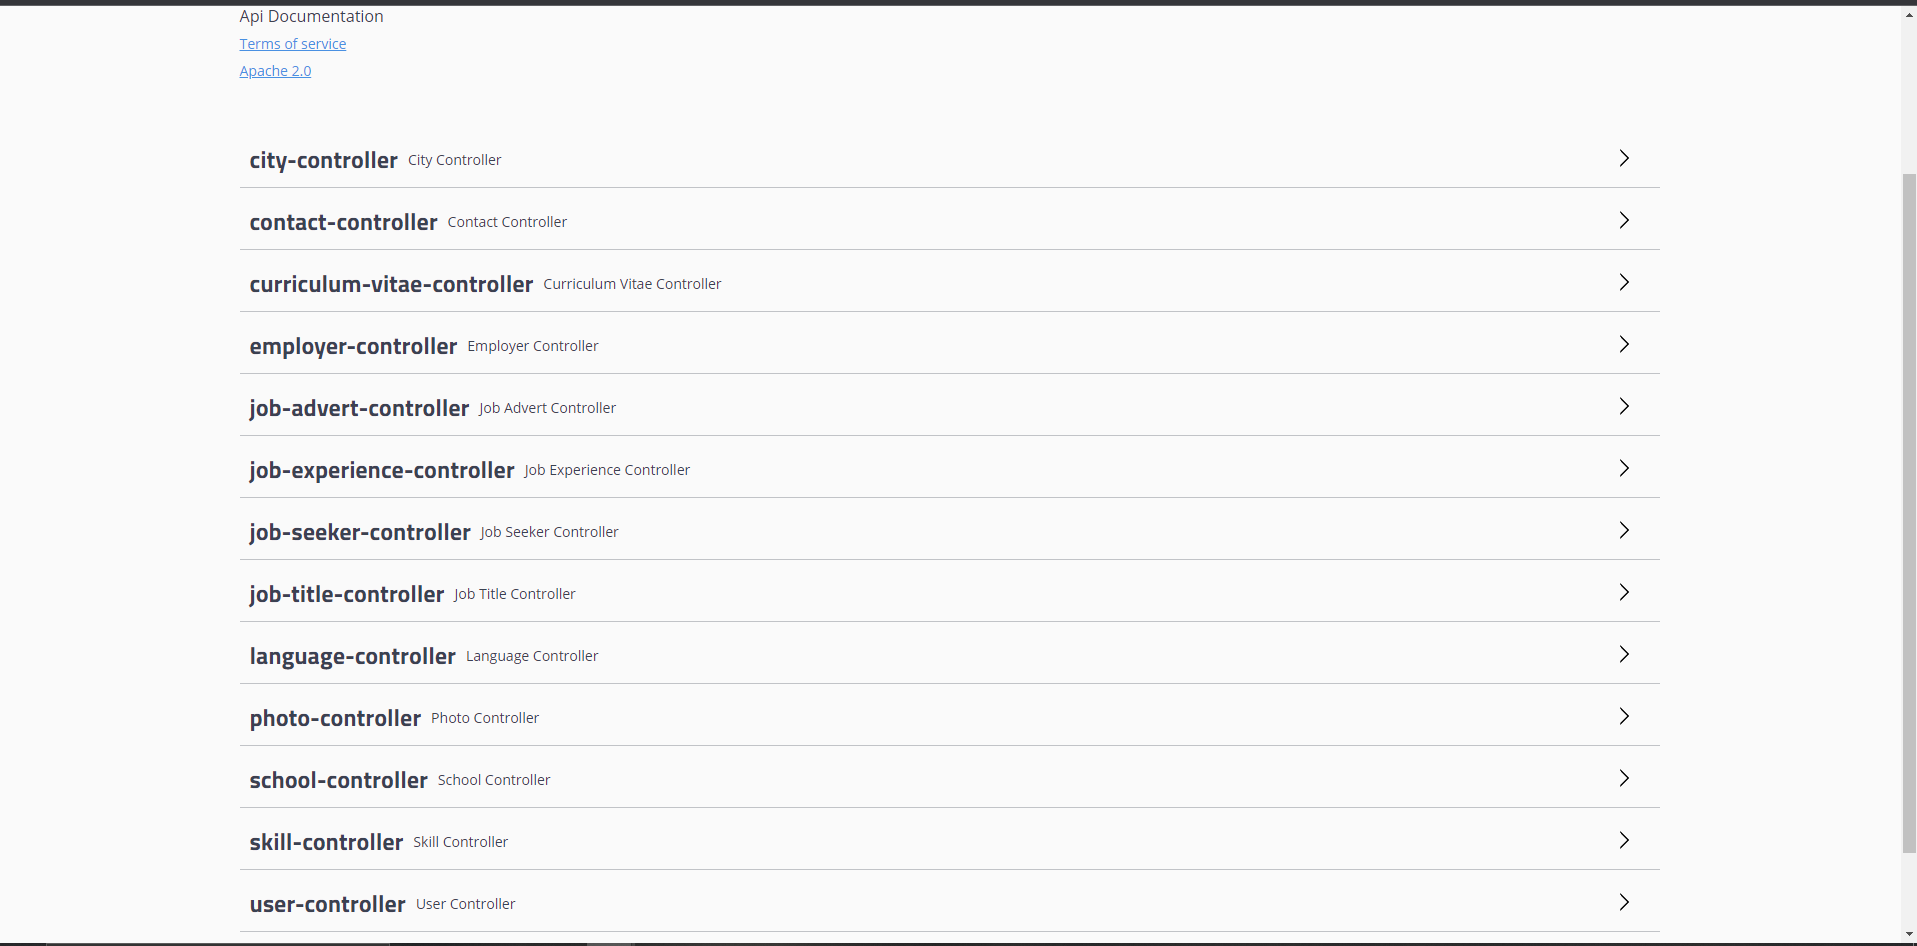 Api Documentation
Terms of service
Apache 2.0
city-controller City Controller
contact-controller Contact Controller
curriculum-vitae-controller Curriculum Vitae Controller
employer-controller Employer Controller
job-advert-controller Job Advert Controller
job-experience-controller Job Experience Controller
job-seeker-controller Job Seeker Controller
job-title-controller Job Title Controller
language-controller Language Controller
photo-controller Photo Controller
school-controller School Controller
skill-controller Skill Controller
user-controller User Controller